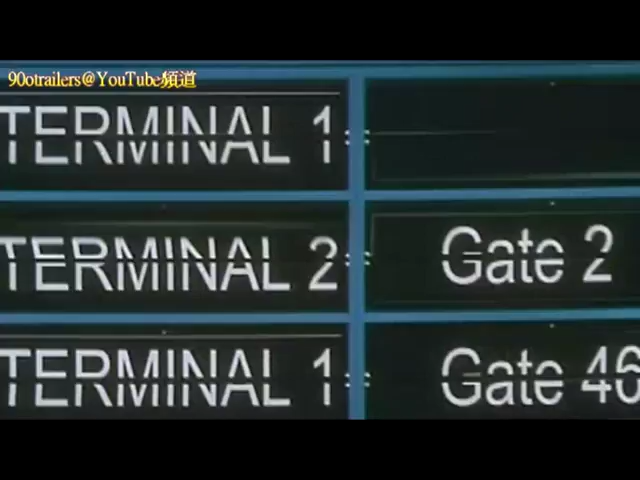 90otrailers@YouTube頻道
TERMINAL 1
TERMINAL 2 Gate 2
TERMINAL 1 Gate 46